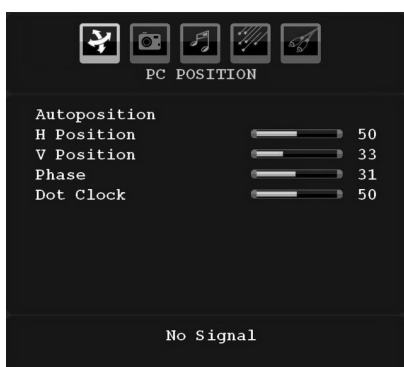 PC POSITION
Autoposition
H Position 50
V Position 33
Phase 31
Dot Clock 50
No Signal